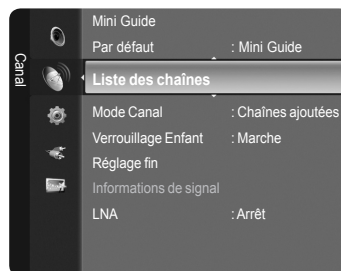 Canal
Mini Guide
Par défaut : Mini Guide
Liste des chaînes
Mode Canal : Chaînes ajoutées
Verrouillage Enfant : Marche
Réglage fin
Informations de signal
LNA : Arrêt